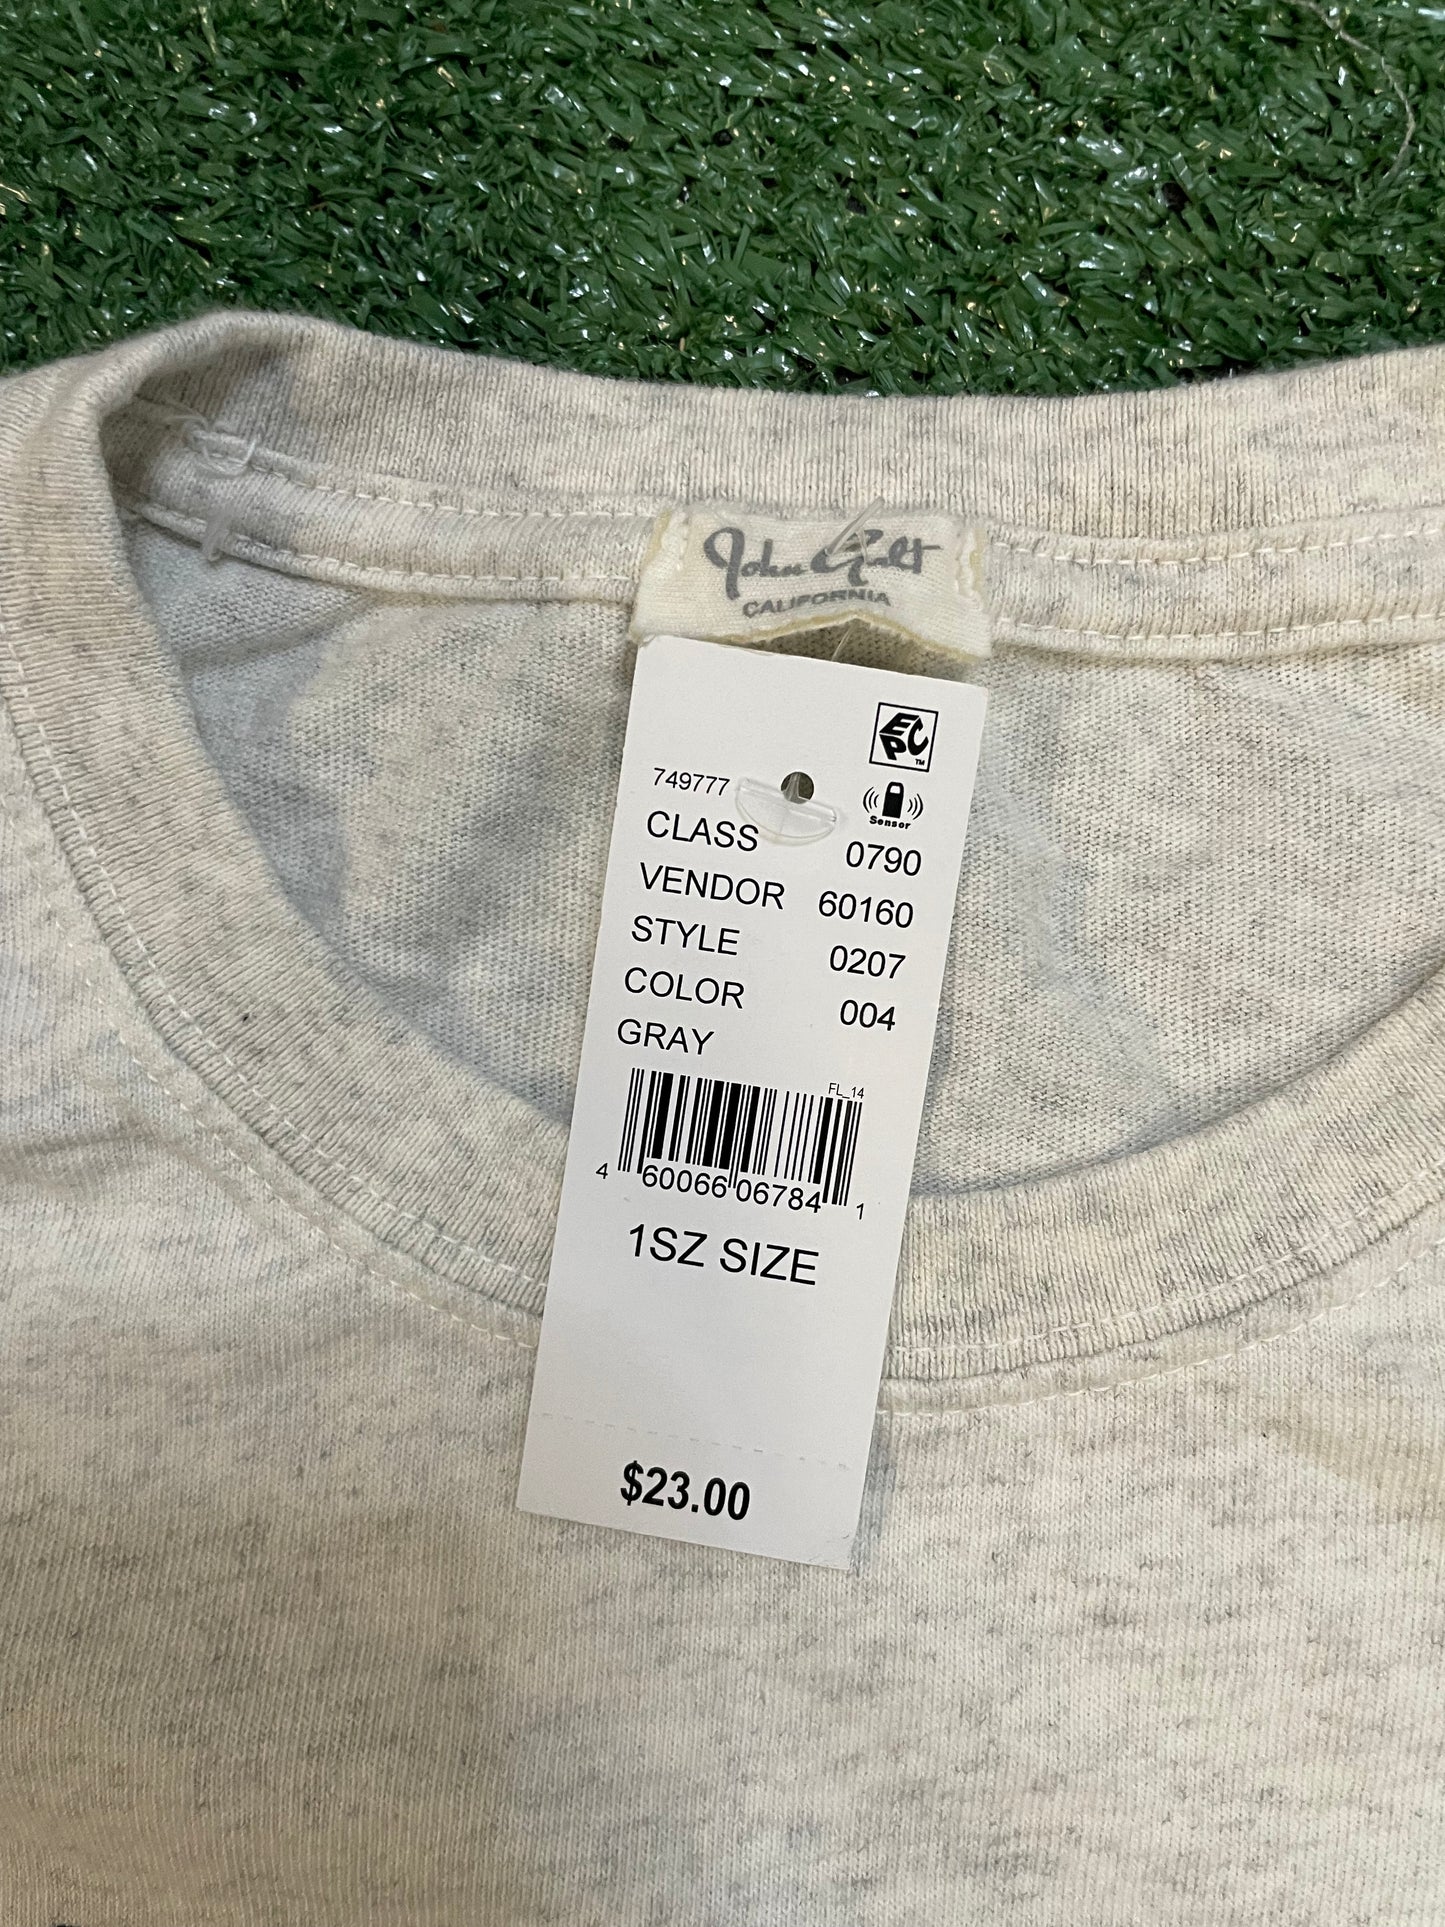 John Galt
CALIFORNIA
EPC
TM
749777
Sensor
CLASS 0790
VENDOR 60160
STYLE 0207
COLOR 004
GRAY
FL_14
4 60066 06784 1
1SZ SIZE
$23.00